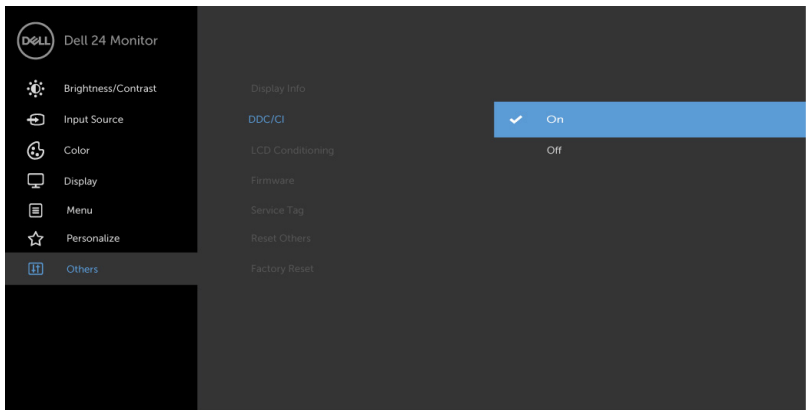 DELL
Dell 24 Monitor
Brightness/Contrast
Input Source
Color
Display
Menu
Personalize
Others
Display Info
DDC/CI
LCD Conditioning
Firmware
Service Tag
Reset Others
Factory Reset
On
Off